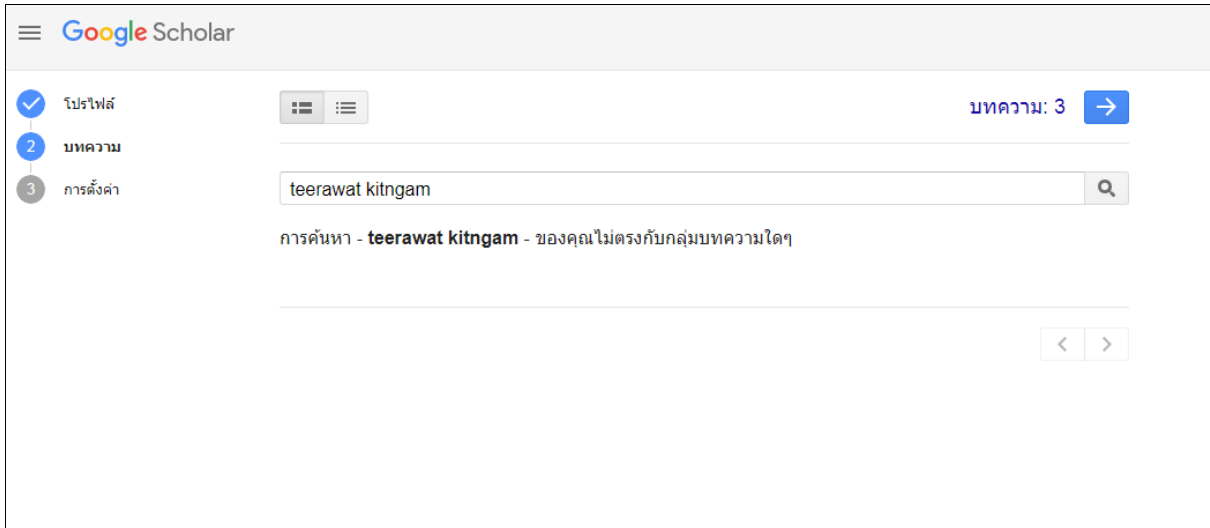 Google Scholar
โปรไฟล์
บทความ: 3
2 บทความ
3 การตั้งค่า
teerawat kitngam
การค้นหา - teerawat kitngam - ของคุณไม่ตรงกับกลุ่มบทความใดๆ